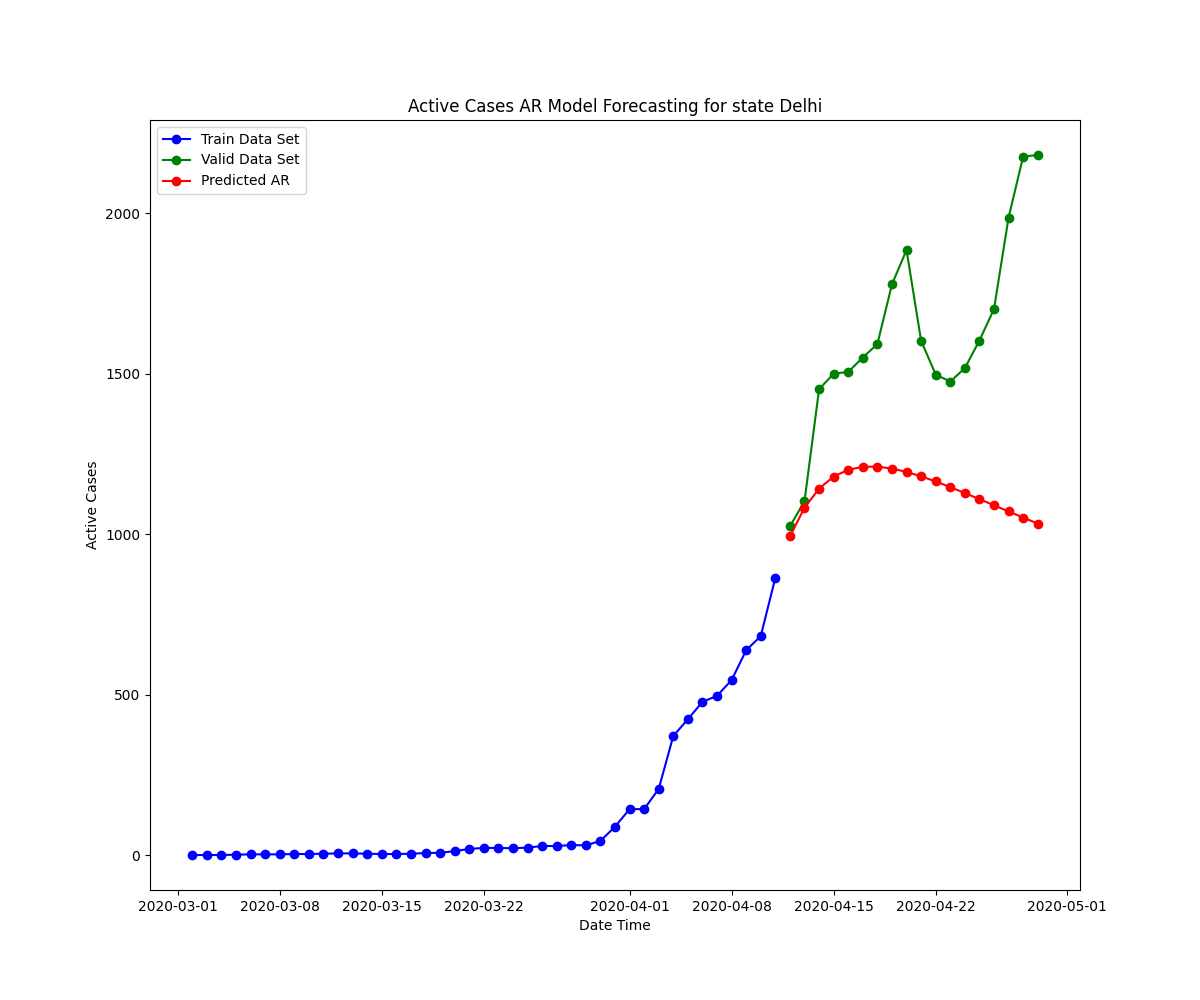 Active Cases AR Model Forecasting for state Delhi
Train Data Set
Valid Data Set
Predicted AR
2000
1500
1000
500
0
Active Cases
2020-03-01 2020-03-08 2020-03-15 2020-03-22 2020-04-01 2020-04-08 2020-04-15 2020-04-22 2020-05-01
Date Time